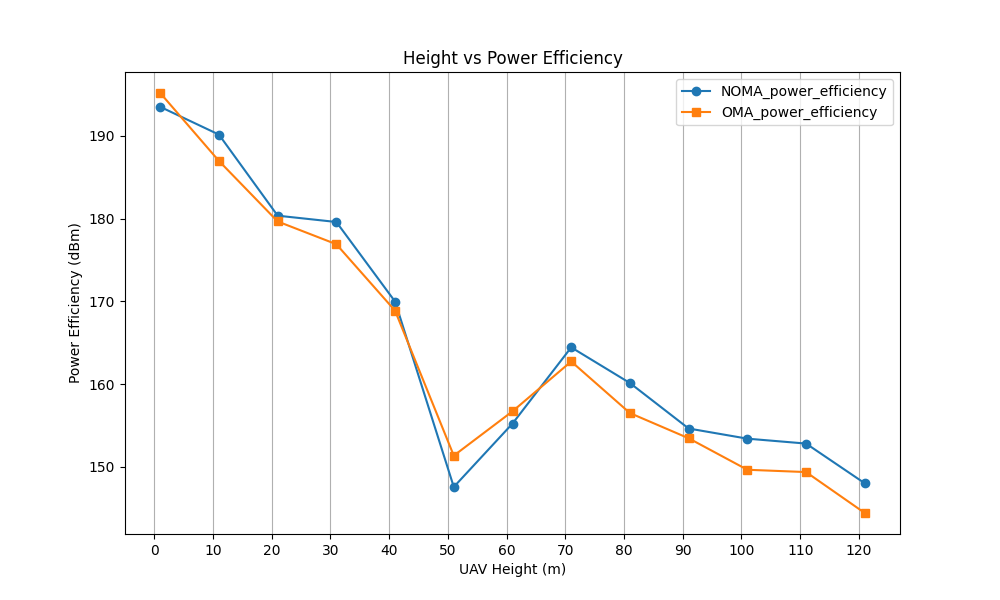 Height vs Power Efficiency
NOMA_power_efficiency
OMA_power_efficiency
Power Efficiency (dBm)
190
180
170
160
150
0 10 20 30 40 50 60 70 80 90 100 110 120
UAV Height (m)